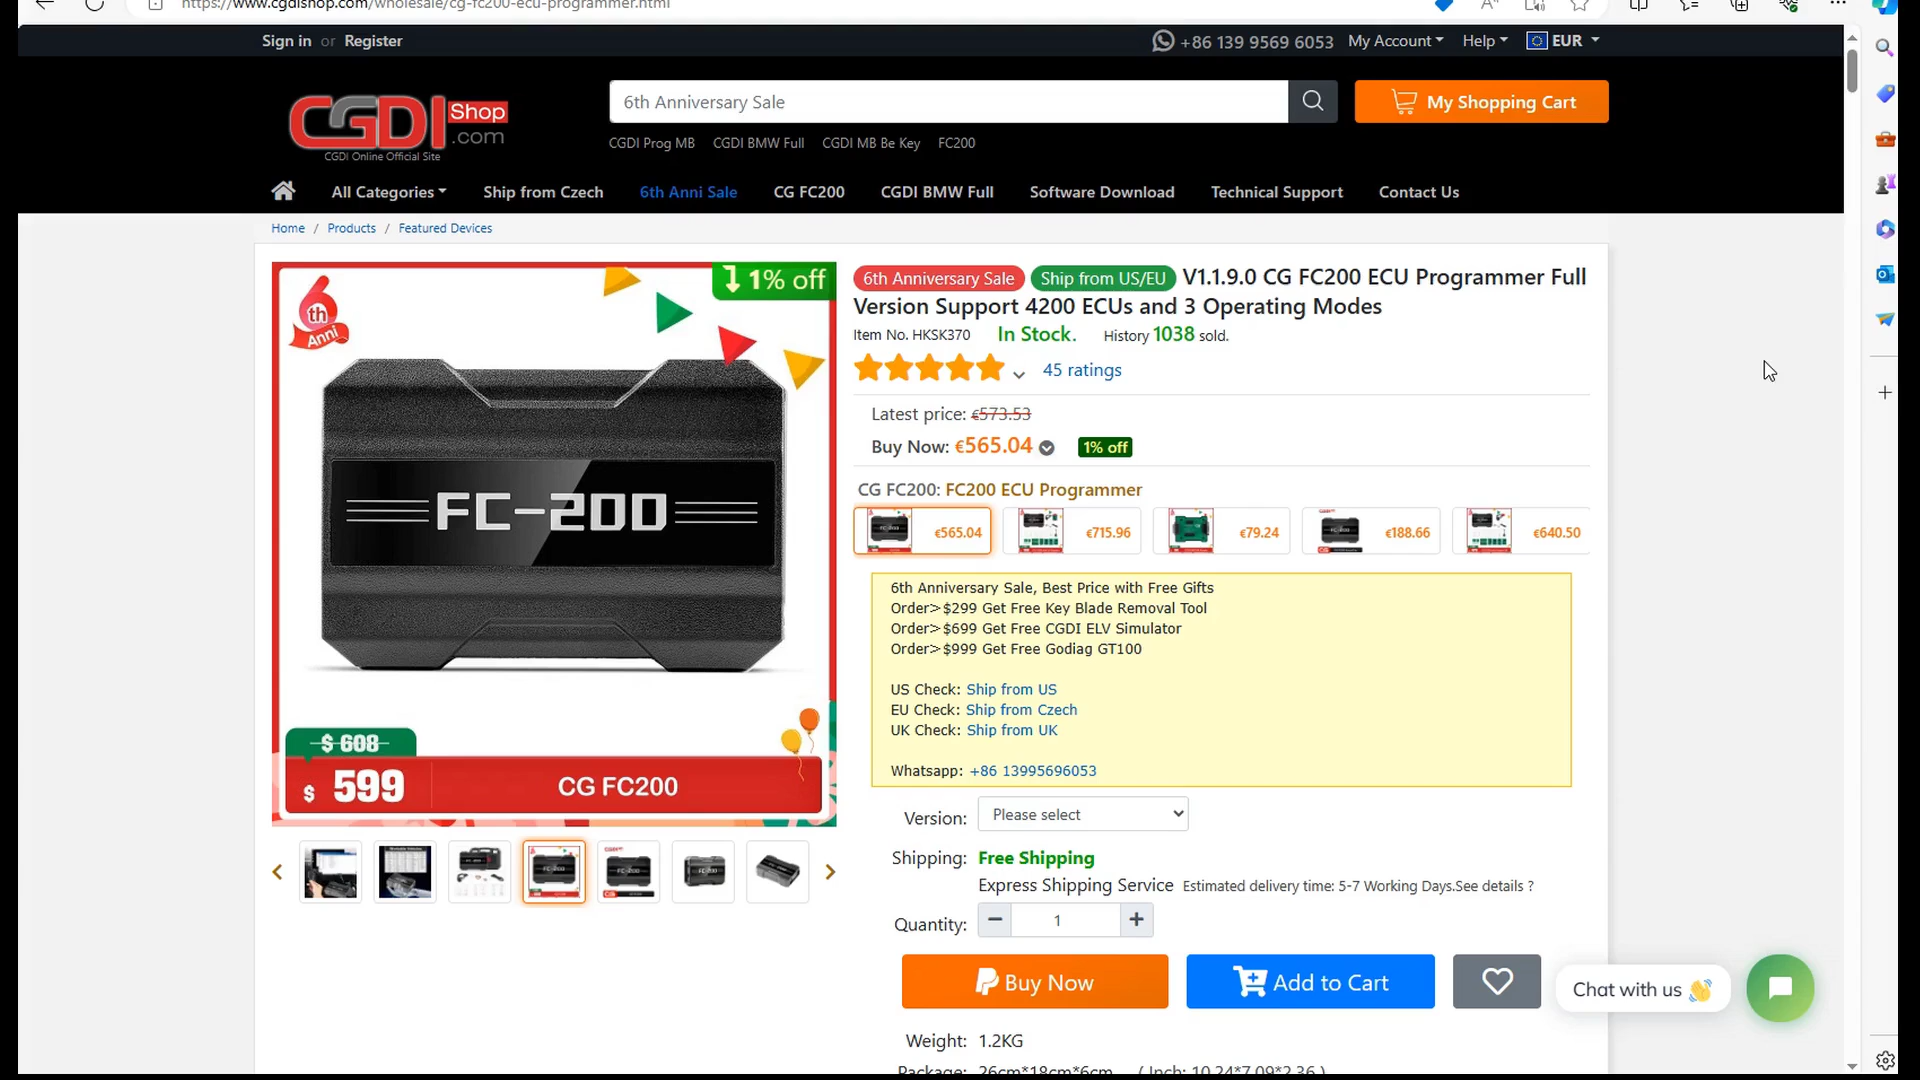 https://www.cgdishop.com/wholesale/cg-fc200-ecu-programmer.html
Sign in or Register
+86 139 9569 6053 My Account Help EUR
6th Anniversary Sale
My Shopping Cart
CGDI Shop
.com
CGDI Online Official Site
CGDI Prog MB CGDI BMW Full CGDI MB Be Key FC200
All Categories Ship from Czech 6th Anni Sale CG FC200 CGDI BMW Full Software Download Technical Support Contact Us
Home / Products / Featured Devices
6th Anni
1% off
FC-200
$ 608
$ 599 CG FC200
6th Anniversary Sale Ship from US/EU V1.1.9.0 CG FC200 ECU Programmer Full
Version Support 4200 ECUs and 3 Operating Modes
Item No. HKSK370 In Stock. History 1038 sold.
45 ratings
Latest price: €573.53
Buy Now: €565.04 1% off
CG FC200: FC200 ECU Programmer
€565.04 €715.96 €79.24 €188.66 €640.50
6th Anniversary Sale, Best Price with Free Gifts
Order>$299 Get Free Key Blade Removal Tool
Order>$699 Get Free CGDI ELV Simulator
Order>$999 Get Free Godiag GT100
US Check: Ship from US
EU Check: Ship from Czech
UK Check: Ship from UK
Whatsapp: +86 13995696053
Version: Please select
Shipping: Free Shipping
Express Shipping Service Estimated delivery time: 5-7 Working Days.See details ?
Quantity: − 1 +
Buy Now Add to Cart
Chat with us 👋
Weight: 1.2KG
Package: 26cm*18cm*6cm ( Inch: 10.24*7.09*2.36 )